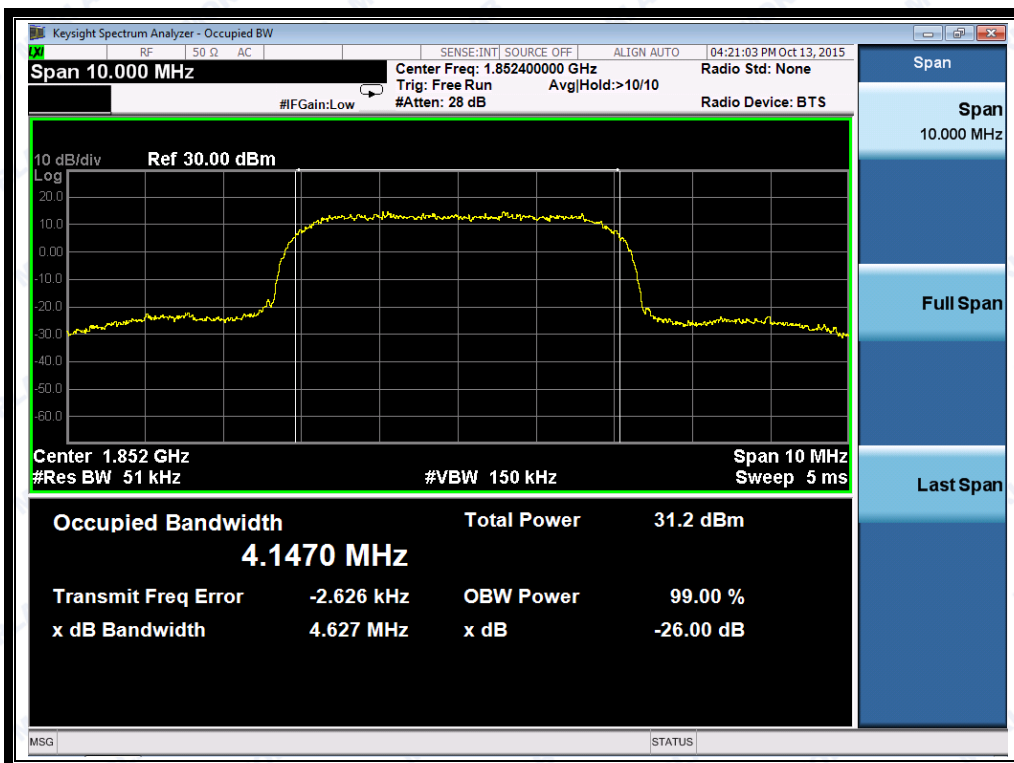 Keysight Spectrum Analyzer - Occupied BW
LXI RF 50 Ω AC SENSE:INT SOURCE OFF ALIGN AUTO 04:21:03 PM Oct 13, 2015
Span 10.000 MHz
Center Freq: 1.852400000 GHz
Radio Std: None
Trig: Free Run Avg|Hold:>10/10
#IFGain:Low
#Atten: 28 dB
Radio Device: BTS
10 dB/div Ref 30.00 dBm
Log
20.0
10.0
0.00
-10.0
-20.0
-30.0
-40.0
-50.0
-60.0
Center 1.852 GHz Span 10 MHz
#Res BW 51 kHz #VBW 150 kHz Sweep 5 ms
Occupied Bandwidth Total Power 31.2 dBm
4.1470 MHz
Transmit Freq Error -2.626 kHz OBW Power 99.00 %
x dB Bandwidth 4.627 MHz x dB -26.00 dB
Span
Span
10.000 MHz
Full Span
Last Span
MSG STATUS